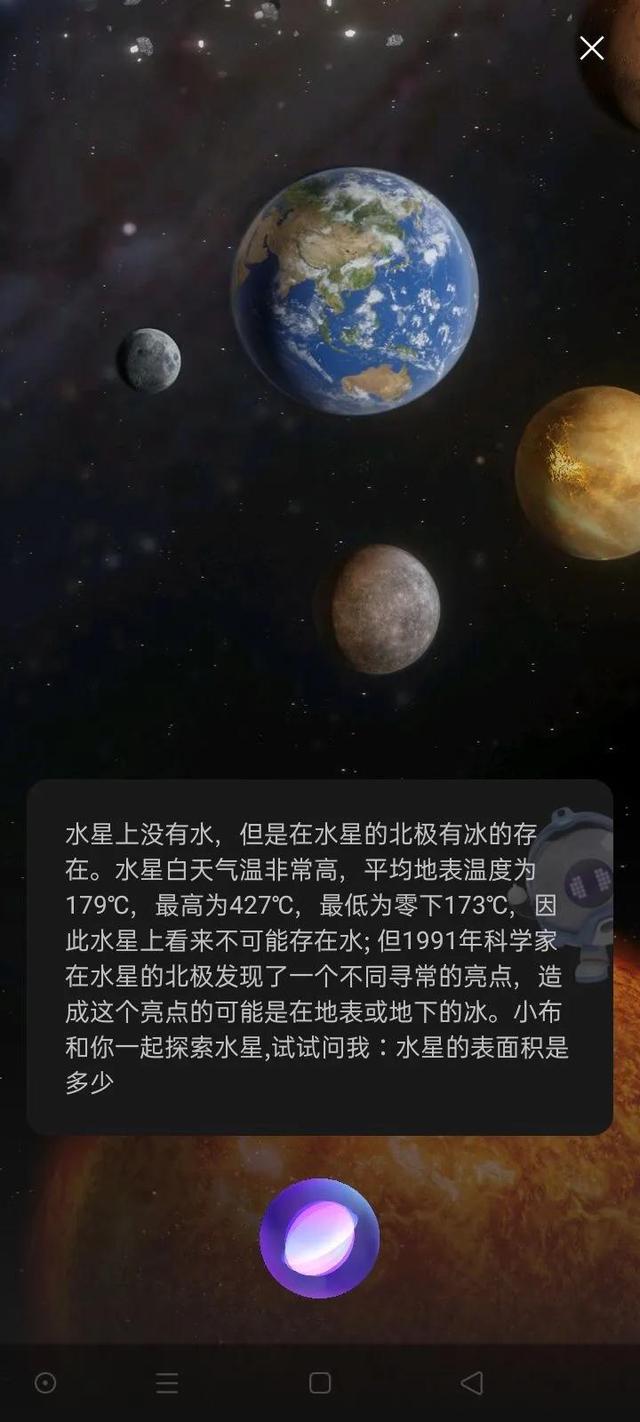 水星上没有水，但是在水星的北极有冰的存
在。水星白天气温非常高，平均地表温度为
179℃，最高为427℃，最低为零下173℃，因
此水星上看来不可能存在水; 但1991年科学家
在水星的北极发现了一个不同寻常的亮点，造
成这个亮点的可能是在地表或地下的冰。小布
和你一起探索水星,试试问我：水星的表面积是
多少